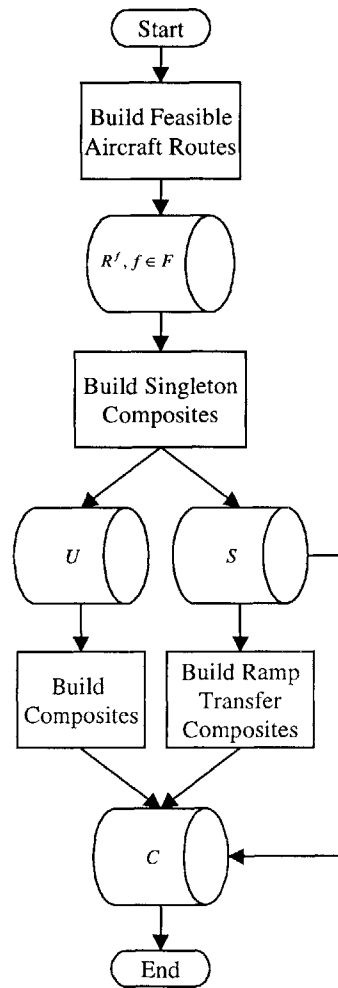 Start
Build Feasible
Aircraft Routes
R^f, f ∈ F
Build Singleton
Composites
U
S
Build
Composites
Build Ramp
Transfer
Composites
C
End